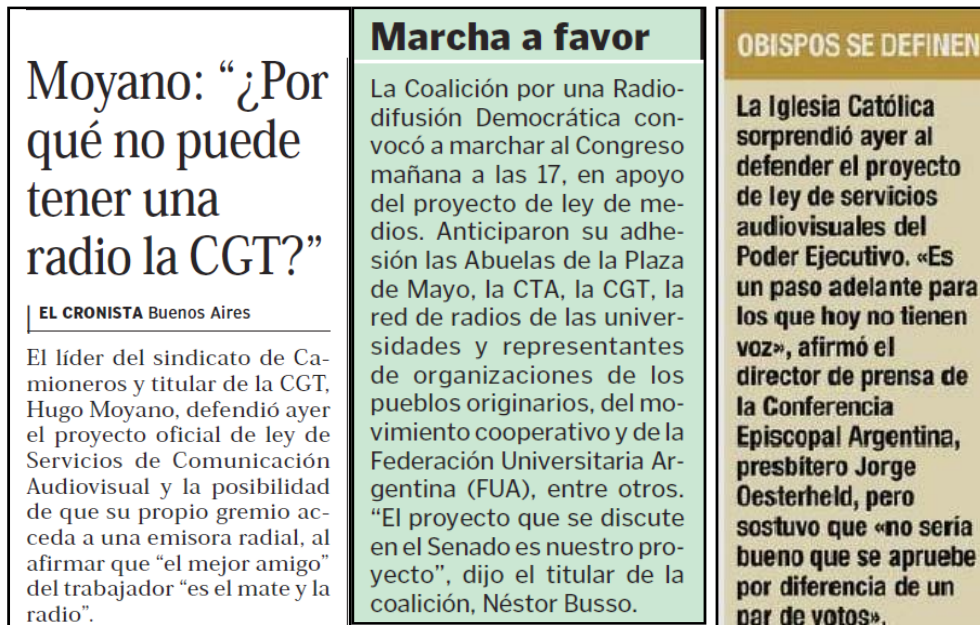 Moyano: “¿Por
qué no puede
tener una
radio la CGT?”
EL CRONISTA Buenos Aires
El líder del sindicato de Ca-
mioneros y titular de la CGT,
Hugo Moyano, defendió ayer
el proyecto oficial de ley de
Servicios de Comunicación
Audiovisual y la posibilidad
de que su propio gremio ac-
ceda a una emisora radial, al
afirmar que “el mejor amigo”
del trabajador “es el mate y la
radio”.
Marcha a favor
La Coalición por una Radio-
difusión Democrática con-
vocó a marchar al Congreso
mañana a las 17, en apoyo
del proyecto de ley de me-
dios. Anticiparon su adhe-
sión las Abuelas de la Plaza
de Mayo, la CTA, la CGT, la
red de radios de las univer-
sidades y representantes
de organizaciones de los
pueblos originarios, del mo-
vimiento cooperativo y de la
Federación Universitaria Ar-
gentina (FUA), entre otros.
“El proyecto que se discute
en el Senado es nuestro pro-
yecto”, dijo el titular de la
coalición, Néstor Busso.
OBISPOS SE DEFINEN
La Iglesia Católica
sorprendió ayer al
defender el proyecto
de ley de servicios
audiovisuales del
Poder Ejecutivo. «Es
un paso adelante para
los que hoy no tienen
voz», afirmó el
director de prensa de
la Conferencia
Episcopal Argentina,
presbítero Jorge
Oesterheld, pero
sostuvo que «no sería
bueno que se apruebe
por diferencia de un
par de votos».